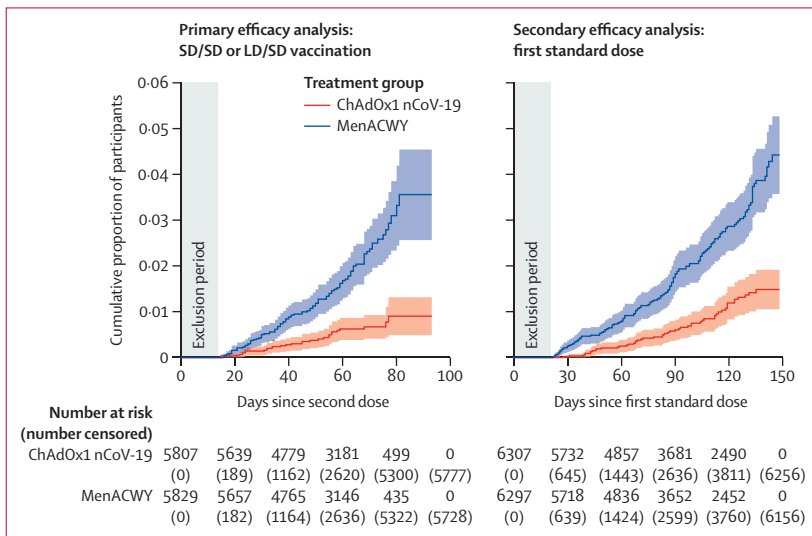 Primary efficacy analysis:
SD/SD or LD/SD vaccination
Secondary efficacy analysis:
first standard dose
Treatment group
ChAdOx1 nCoV-19
MenACWY
Cumulative proportion of participants
0·06
0·05
0·04
0·03
0·02
0·01
0
Exclusion period
Exclusion period
0 20 40 60 80 100
Days since second dose
0 30 60 90 120 150
Days since first standard dose
Number at risk
(number censored)
ChAdOx1 nCoV-19 5807 5639 4779 3181 499 0 6307 5732 4857 3681 2490 0
(0) (189) (1162) (2620) (5300) (5777) (0) (645) (1443) (2636) (3811) (6256)
MenACWY 5829 5657 4765 3146 435 0 6297 5718 4836 3652 2452 0
(0) (182) (1164) (2636) (5322) (5728) (0) (639) (1424) (2599) (3760) (6156)